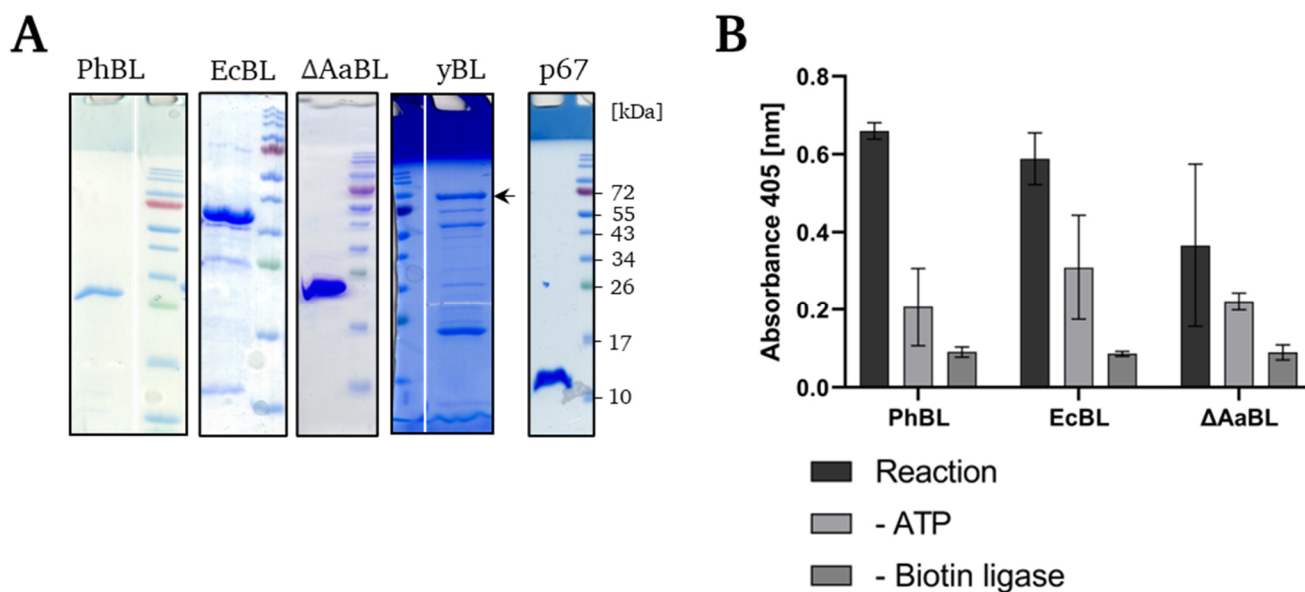 A
PhBL EcBL ΔAaBL yBL p67
[kDa]
72
55
43
34
26
17
10
B
Absorbance 405 [nm]
0.8
0.6
0.4
0.2
0.0
PhBL EcBL ΔAaBL
Reaction
- ATP
- Biotin ligase